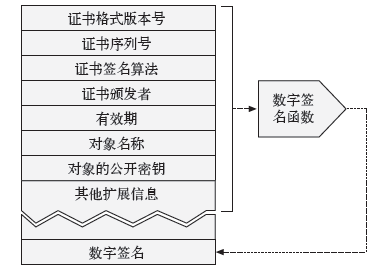 证书格式版本号
证书序列号
证书签名算法
证书颁发者
有效期
对象名称
对象的公开密钥
其他扩展信息
数字签名
数字签
名函数